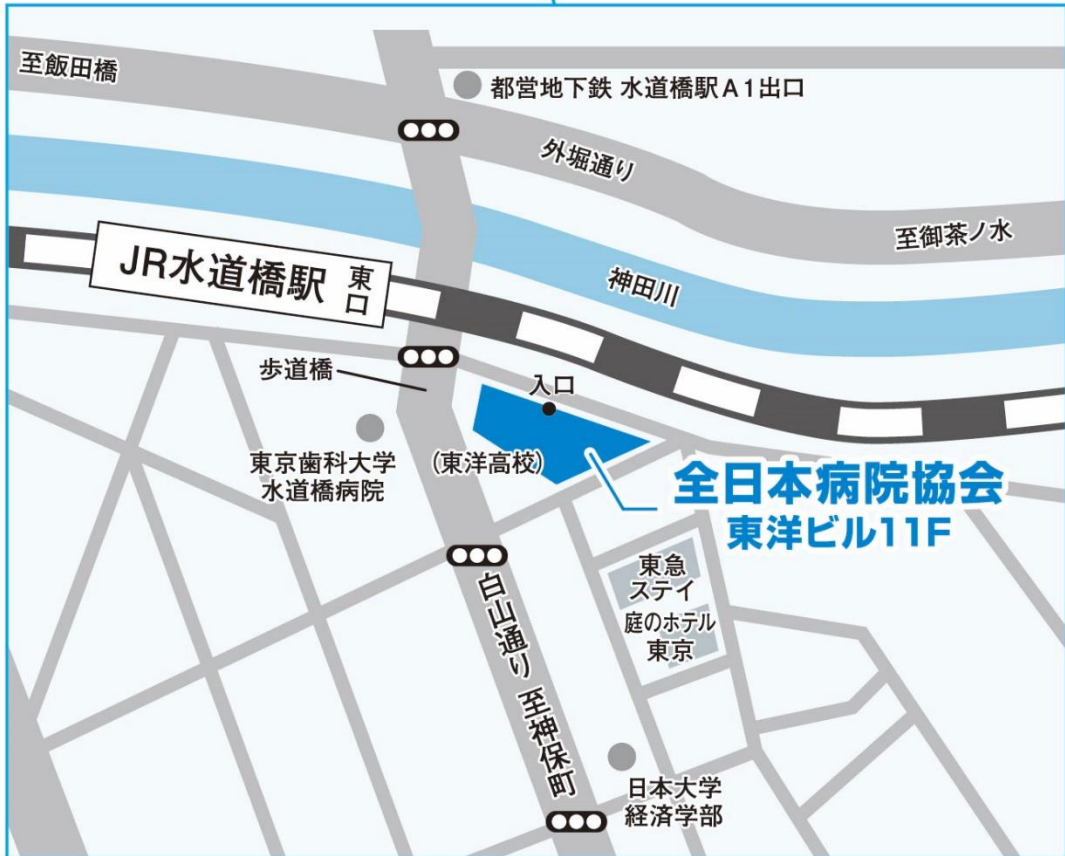 至飯田橋
都営地下鉄 水道橋駅A1出口
外堀通り
至御茶ノ水
神田川
JR水道橋駅 東口
歩道橋
入口
東京歯科大学
水道橋病院
(東洋高校)
全日本病院協会
東洋ビル11F
東急
ステイ
庭のホテル
東京
白山通り 至神保町
日本大学
経済学部